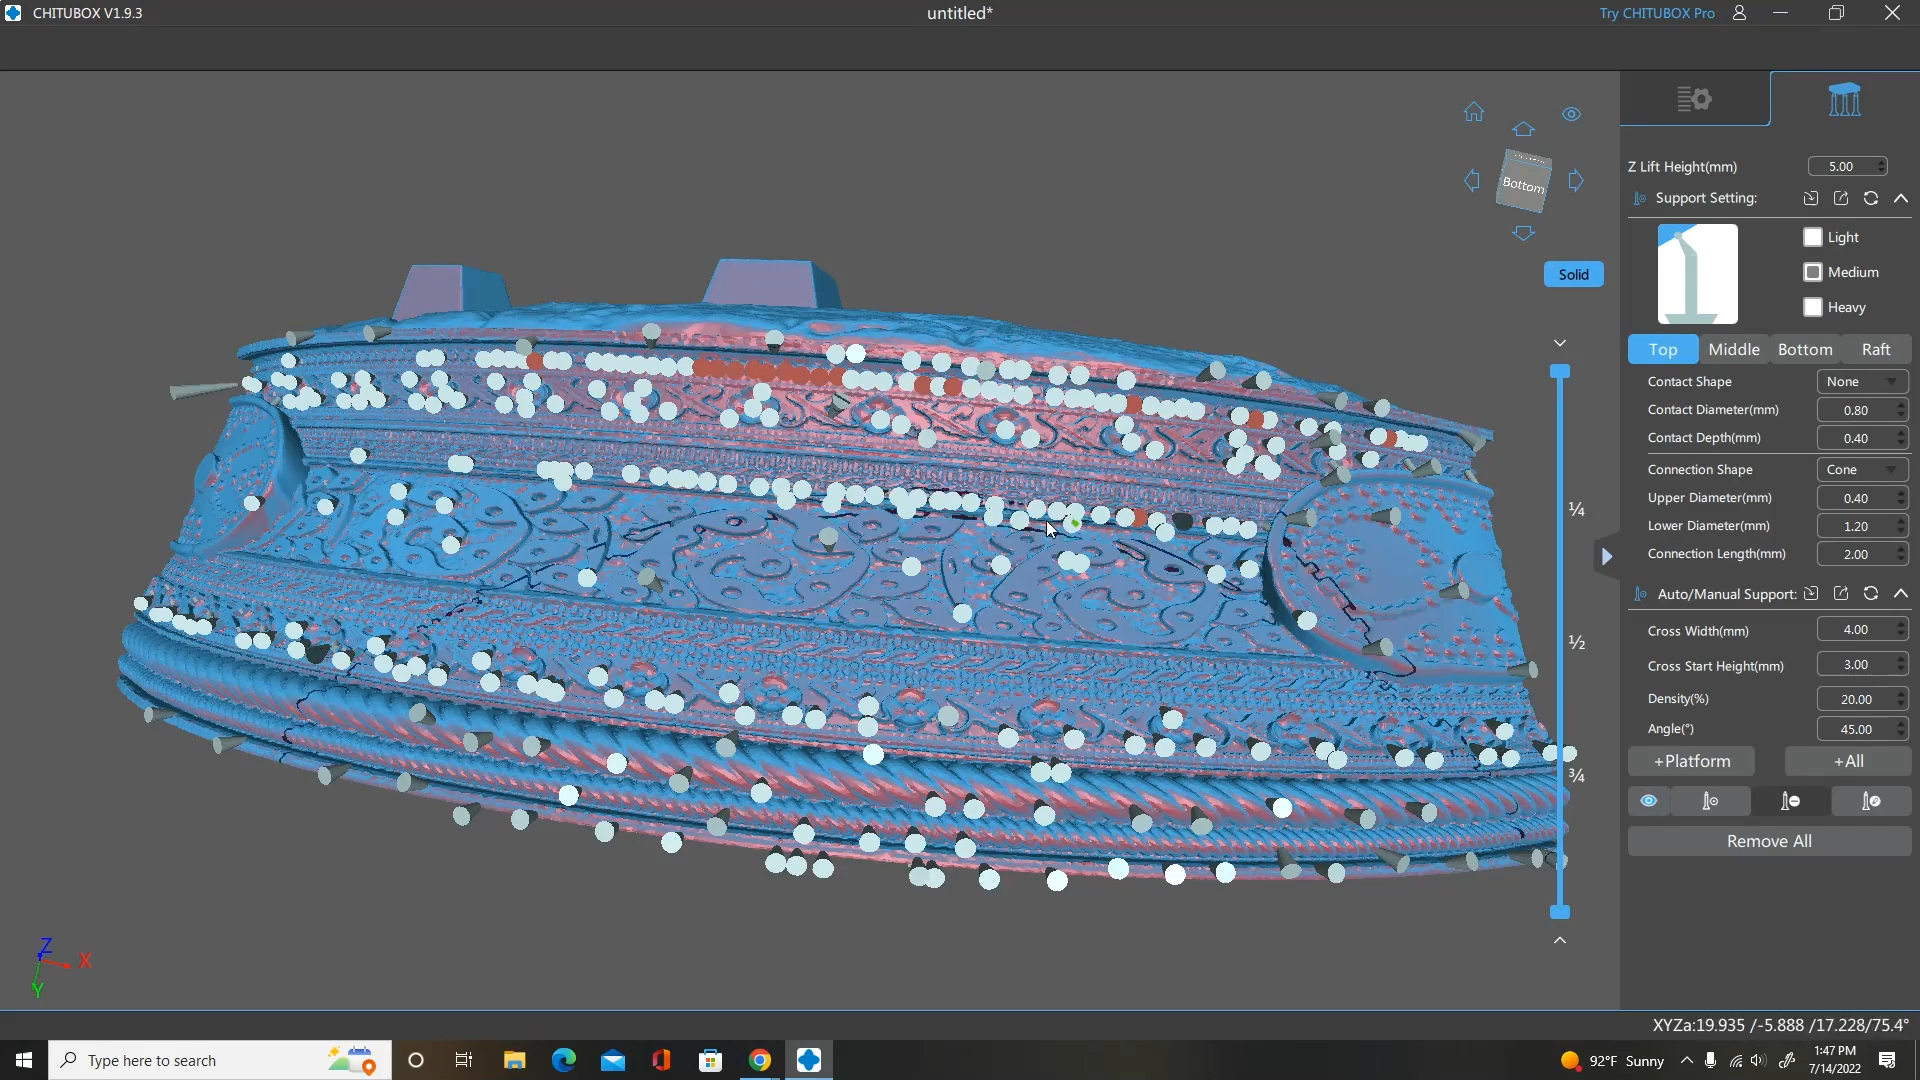 CHITUBOX V1.9.3
untitled*
Try CHITUBOX Pro
Bottom
Solid
¼
½
¾
Z Lift Height(mm) 5.00
Support Setting:
Light
Medium
Heavy
Top Middle Bottom Raft
Contact Shape None
Contact Diameter(mm) 0.80
Contact Depth(mm) 0.40
Connection Shape Cone
Upper Diameter(mm) 0.40
Lower Diameter(mm) 1.20
Connection Length(mm) 2.00
Auto/Manual Support:
Cross Width(mm) 4.00
Cross Start Height(mm) 3.00
Density(%) 20.00
Angle(°) 45.00
+Platform +All
Remove All
Z
X
Y
XYZa:19.935 /-5.888 /17.228/75.4°
Type here to search
92°F Sunny
1:47 PM
7/14/2022